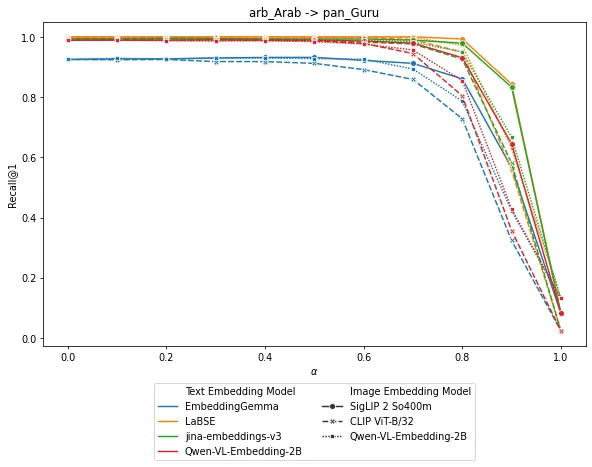 arb_Arab -> pan_Guru
Recall@1
1.0
0.8
0.6
0.4
0.2
0.0
0.0 0.2 0.4 0.6 0.8 1.0
α
Text Embedding Model
EmbeddingGemma
LaBSE
jina-embeddings-v3
Qwen-VL-Embedding-2B
Image Embedding Model
SigLIP 2 So400m
CLIP ViT-B/32
Qwen-VL-Embedding-2B